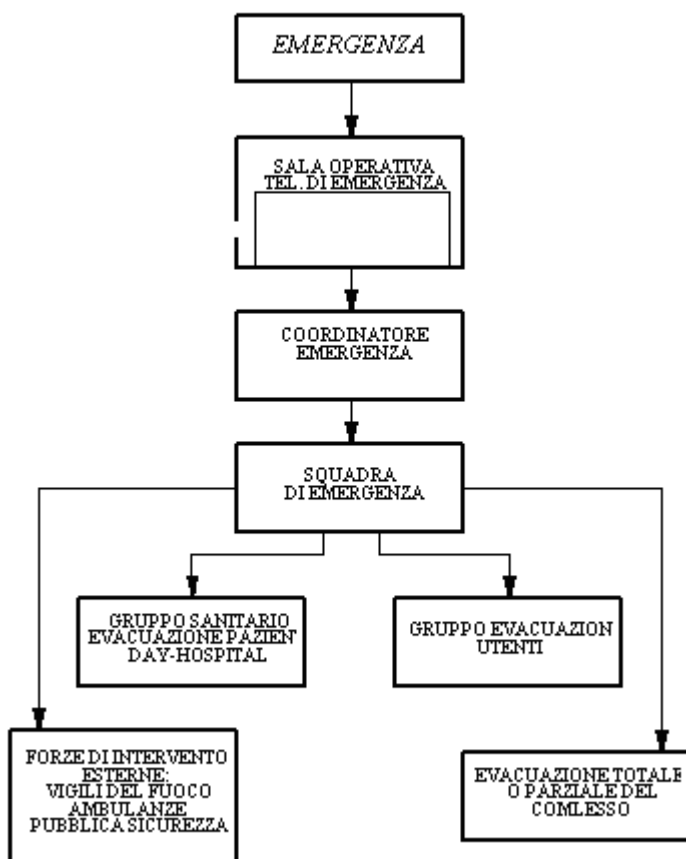 EMERGENZA
SALA OPERATIVA
TEL. DI EMERGENZA
COORDINATORE
EMERGENZA
SQUADRA
DI EMERGENZA
GRUPPO SANITARIO
EVACUAZIONE PAZIEN
DAY-HOSPITAL
GRUPPO EVACUAZION
UTENTI
FORZE DI INTERVENTO
ESTERNE:
VIGILI DEL FUOCO
AMBULANZE
PUBBLICA SICUREZZA
EVACUAZIONE TOTALE
O PARZIALE DEL
COMLESSO